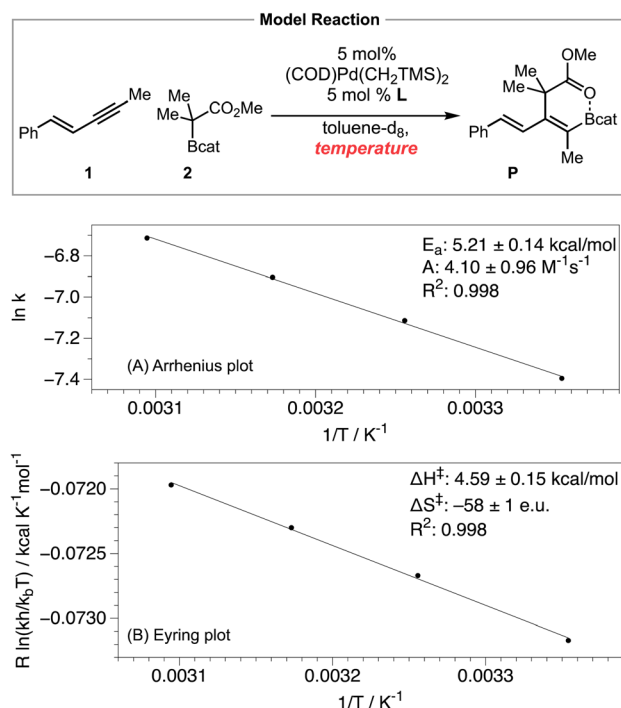 Model Reaction
Ph
Me
1
Me
Me
CO₂Me
Bcat
2
5 mol%
(COD)Pd(CH₂TMS)₂
5 mol % L
toluene-d₈,
temperature
OMe
Me
Me
O
Ph
Bcat
Me
P
ln k
−6.8
−7.0
−7.2
−7.4
Eₐ: 5.21 ± 0.14 kcal/mol
A: 4.10 ± 0.96 M⁻¹s⁻¹
R²: 0.998
(A) Arrhenius plot
0.0031 0.0032 0.0033
1/T / K⁻¹
R ln(kh/k_bT) / kcal K⁻¹mol⁻¹
−0.0720
−0.0725
−0.0730
ΔH‡: 4.59 ± 0.15 kcal/mol
ΔS‡: −58 ± 1 e.u.
R²: 0.998
(B) Eyring plot
0.0031 0.0032 0.0033
1/T / K⁻¹